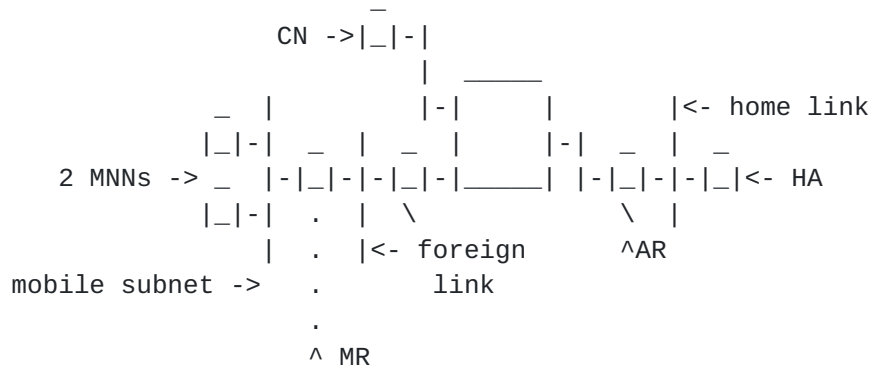 CN ->
<- home link
2 MNNs ->
<- HA
<- foreign
^AR
mobile subnet ->
link
^ MR